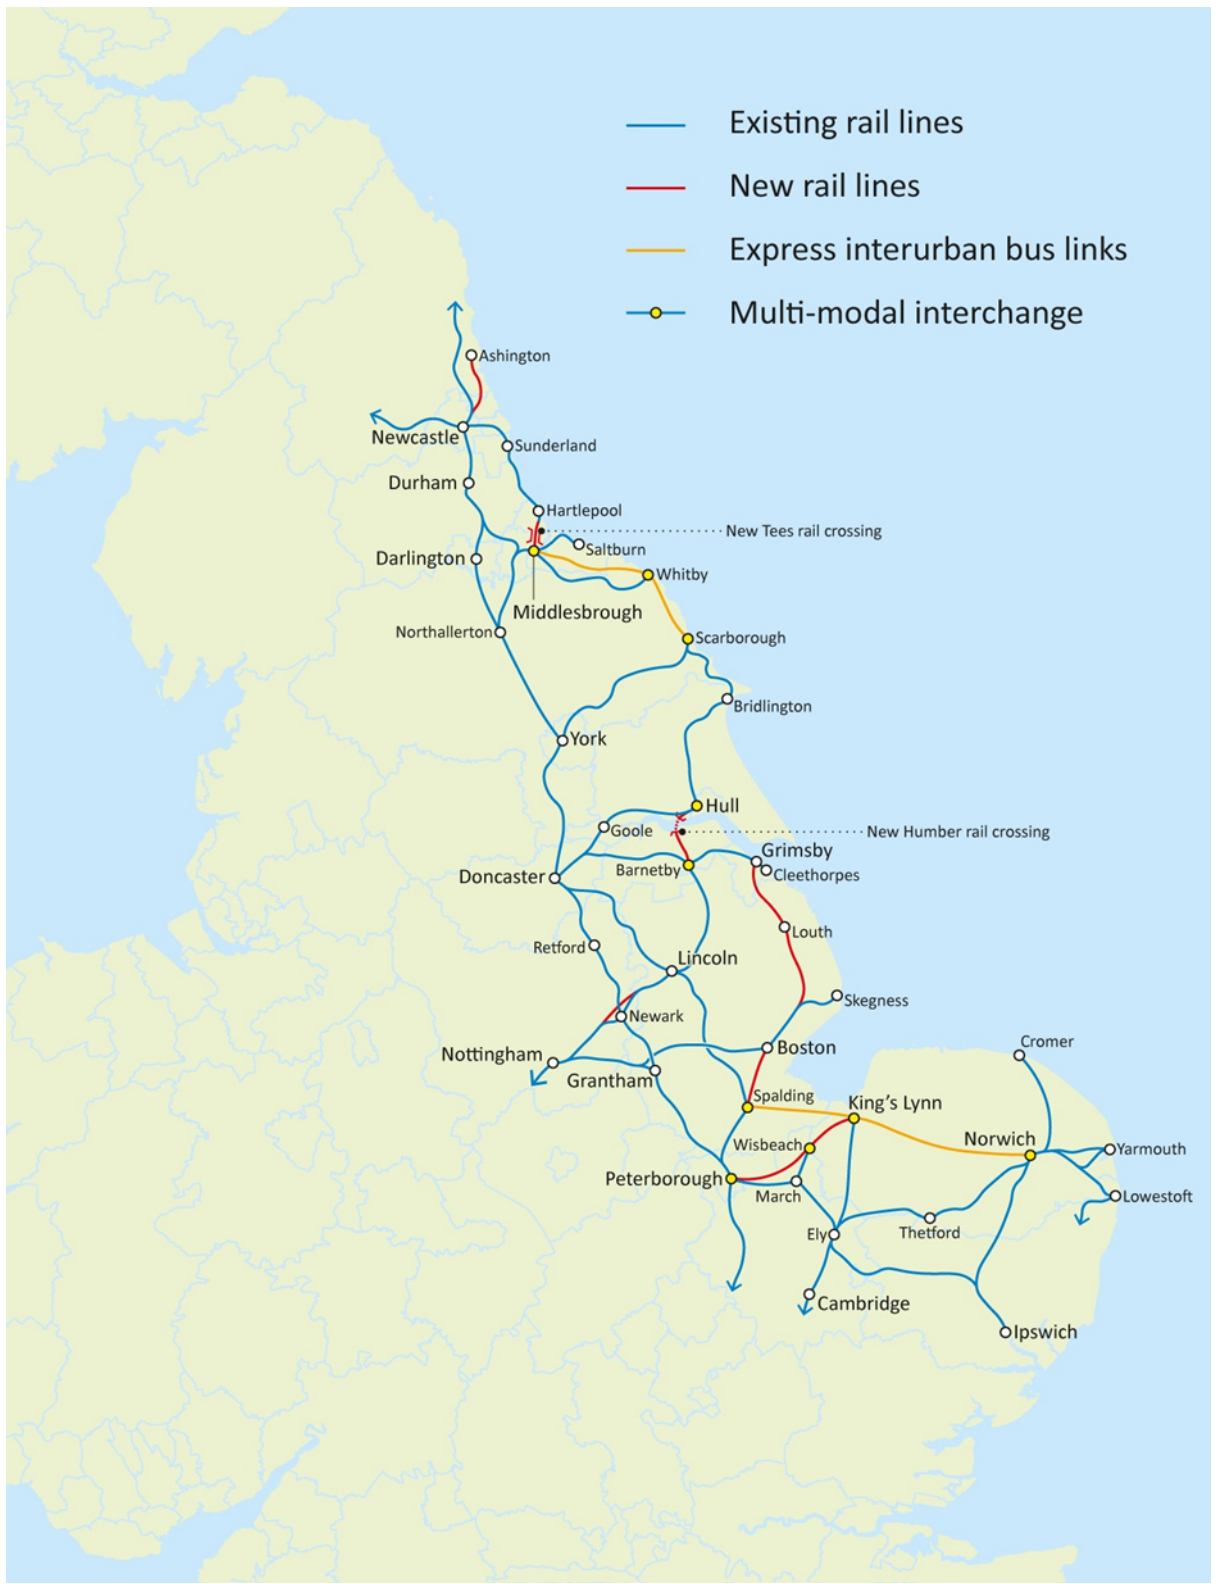 Existing rail lines
New rail lines
Express interurban bus links
Multi-modal interchange
Ashington
Newcastle
Sunderland
Durham
Hartlepool
New Tees rail crossing
Saltburn
Darlington
Whitby
Middlesbrough
Northallerton
Scarborough
Bridlington
York
Hull
Goole
New Humber rail crossing
Grimsby
Barnetby
Cleethorpes
Doncaster
Louth
Retford
Lincoln
Skegness
Newark
Cromer
Boston
Nottingham
Grantham
Spalding
King's Lynn
Norwich
Wisbeach
Yarmouth
Peterborough
March
Lowestoft
Ely
Thetford
Cambridge
Ipswich